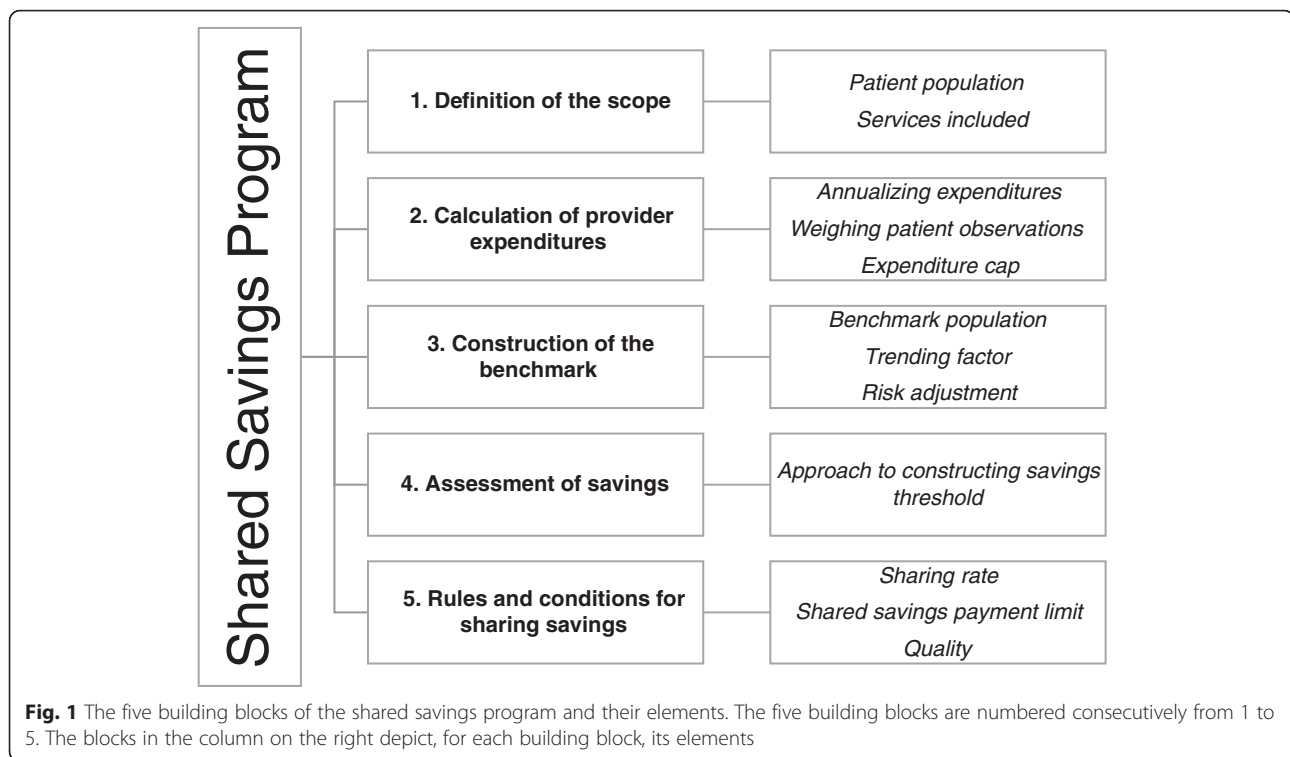 Shared Savings Program
1. Definition of the scope
Patient population
Services included
2. Calculation of provider
expenditures
Annualizing expenditures
Weighing patient observations
Expenditure cap
3. Construction of the
benchmark
Benchmark population
Trending factor
Risk adjustment
4. Assessment of savings
Approach to constructing savings
threshold
5. Rules and conditions for
sharing savings
Sharing rate
Shared savings payment limit
Quality
Fig. 1 The five building blocks of the shared savings program and their elements. The five building blocks are numbered consecutively from 1 to
5. The blocks in the column on the right depict, for each building block, its elements